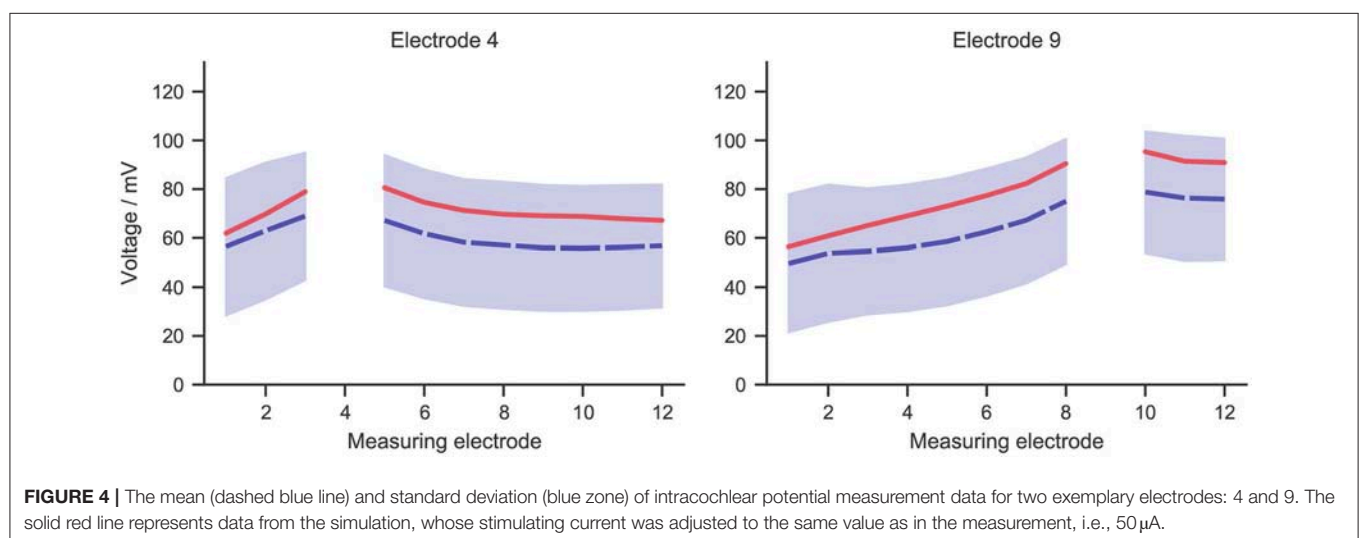 Electrode 4
Voltage / mV
120
100
80
60
40
20
0
2 4 6 8 10 12
Measuring electrode
Electrode 9
120
100
80
60
40
20
0
2 4 6 8 10 12
Measuring electrode
FIGURE 4 | The mean (dashed blue line) and standard deviation (blue zone) of intracochlear potential measurement data for two exemplary electrodes: 4 and 9. The
solid red line represents data from the simulation, whose stimulating current was adjusted to the same value as in the measurement, i.e., 50 μA.